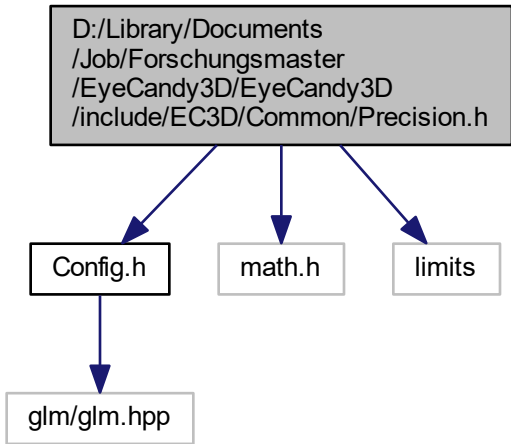 D:/Library/Documents
/Job/Forschungsmaster
/EyeCandy3D/EyeCandy3D
/include/EC3D/Common/Precision.h
Config.h
math.h
limits
glm/glm.hpp